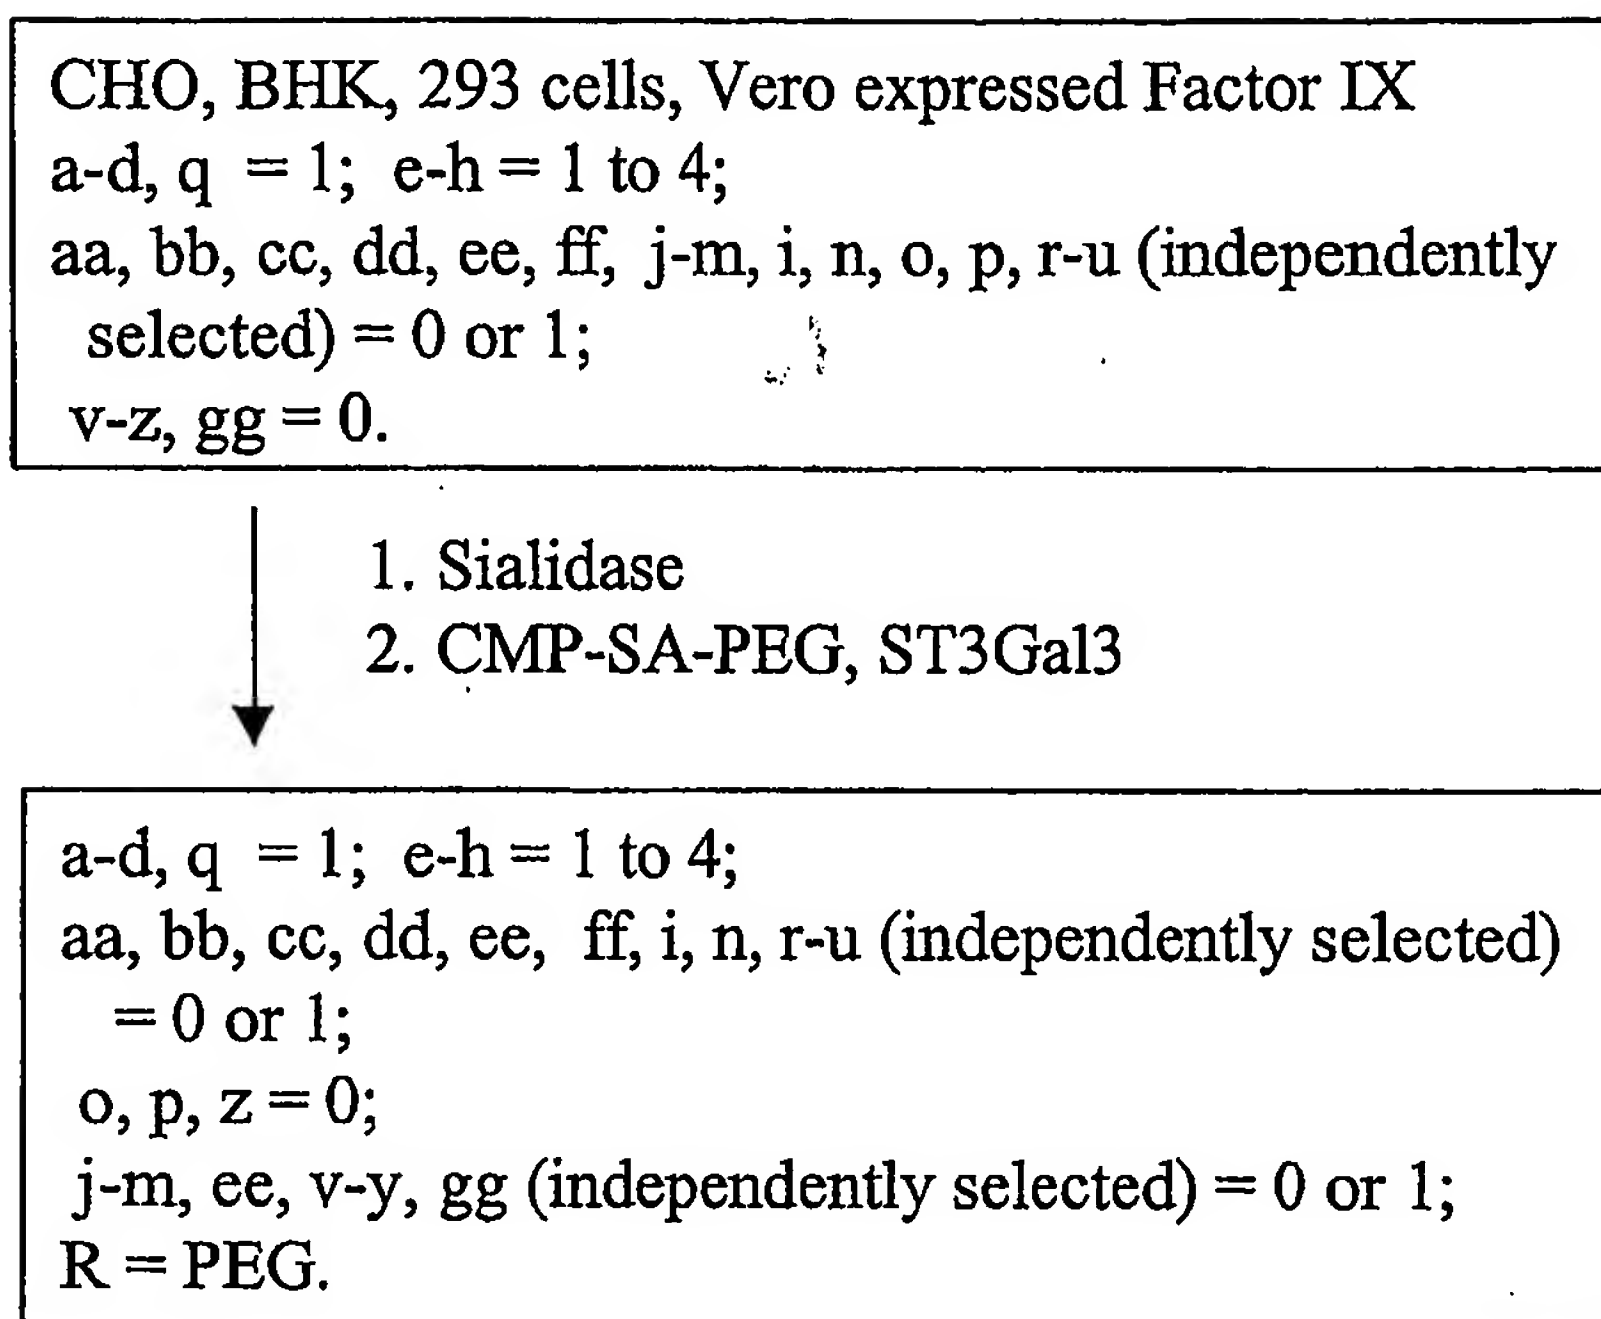 CHO, BHK, 293 cells, Vero expressed Factor IX
a-d, q = 1; e-h = 1 to 4;
aa, bb, cc, dd, ee, ff, j-m, i, n, o, p, r-u (independently
selected) = 0 or 1;
v-z, gg = 0.
1. Sialidase
2. CMP-SA-PEG, ST3Gal3
a-d, q = 1; e-h = 1 to 4;
aa, bb, cc, dd, ee, ff, i, n, r-u (independently selected)
= 0 or 1;
o, p, z = 0;
j-m, ee, v-y, gg (independently selected) = 0 or 1;
R = PEG.